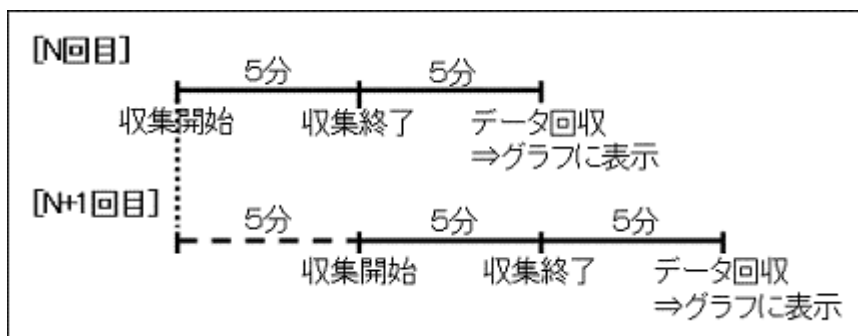 [N回目]
5分 5分
収集開始 収集終了 データ回収
⇒グラフに表示
[N+1回目]
5分 5分 5分
収集開始 収集終了 データ回収
⇒グラフに表示